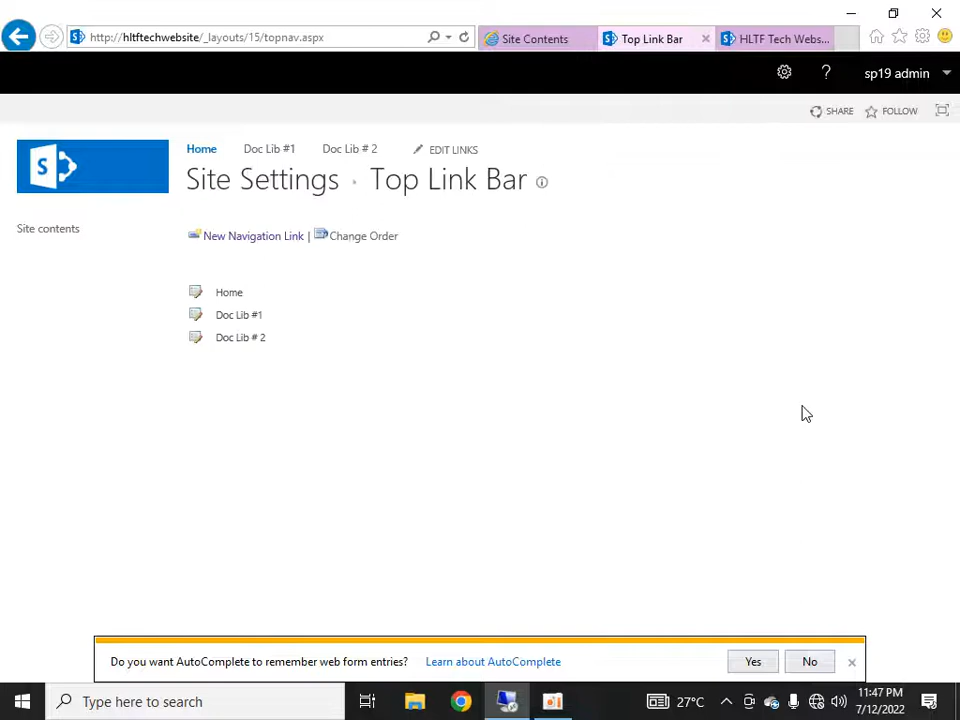 http://hltftechwebsite/_layouts/15/topnav.aspx
Site Contents
Top Link Bar
HLTF Tech Webs...
sp19 admin
SHARE
FOLLOW
Home
Doc Lib #1
Doc Lib # 2
EDIT LINKS
Site Settings
Top Link Bar
Site contents
New Navigation Link | Change Order
Home
Doc Lib #1
Doc Lib # 2
Do you want AutoComplete to remember web form entries?
Learn about AutoComplete
Yes
No
Type here to search
27°C
11:47 PM
7/12/2022